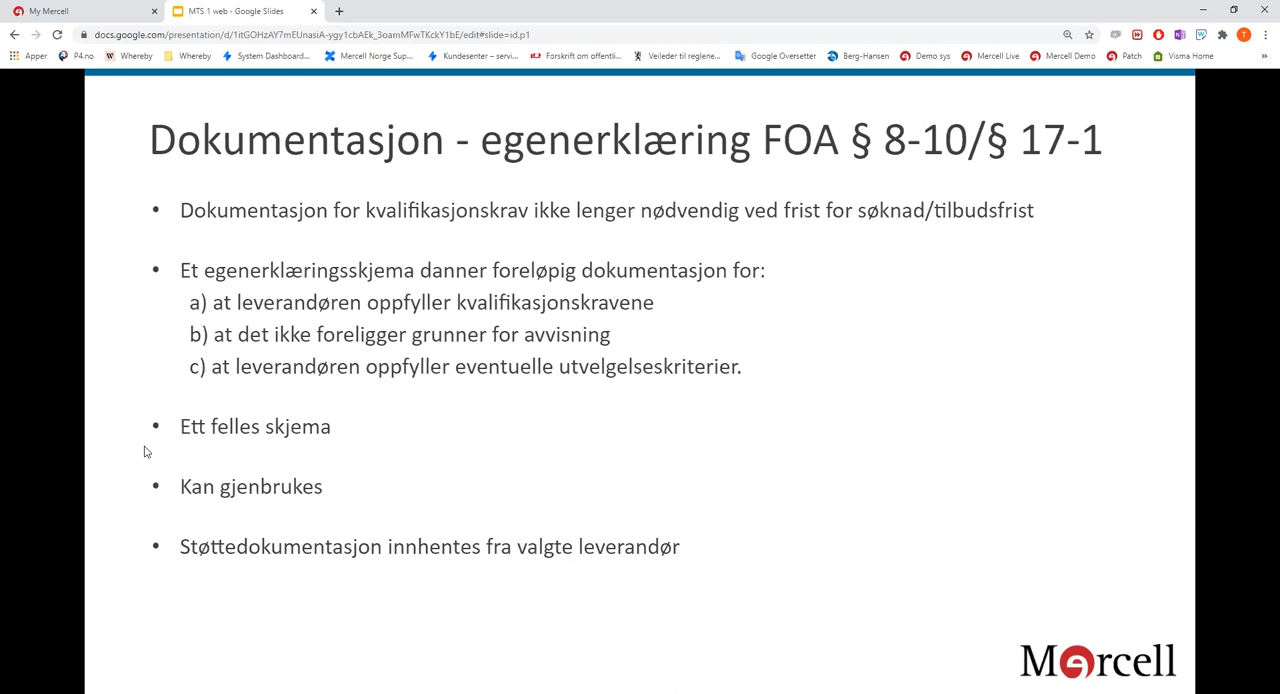 My Mercell
MTS 1 web - Google Slides
docs.google.com/presentation/d/1itGOHzAY7mEUnasiA-ygy1cbAEk_3oamMFwTKckY1bE/edit#slide=id.p1
Apper
P4.no
Whereby
Whereby
System Dashboard...
Mercell Norge Sup...
Kundesenter – servi...
Forskrift om offentl...
Veileder til reglene...
Google Oversetter
Berg-Hansen
Demo sys
Mercell Live
Mercell Demo
Patch
Visma Home
»
Dokumentasjon - egenerklæring FOA § 8-10/§ 17-1
• Dokumentasjon for kvalifikasjonskrav ikke lenger nødvendig ved frist for søknad/tilbudsfrist
• Et egenerklæringsskjema danner foreløpig dokumentasjon for:
a) at leverandøren oppfyller kvalifikasjonskravene
b) at det ikke foreligger grunner for avvisning
c) at leverandøren oppfyller eventuelle utvelgelseskriterier.
• Ett felles skjema
• Kan gjenbrukes
• Støttedokumentasjon innhentes fra valgte leverandør
Mercell